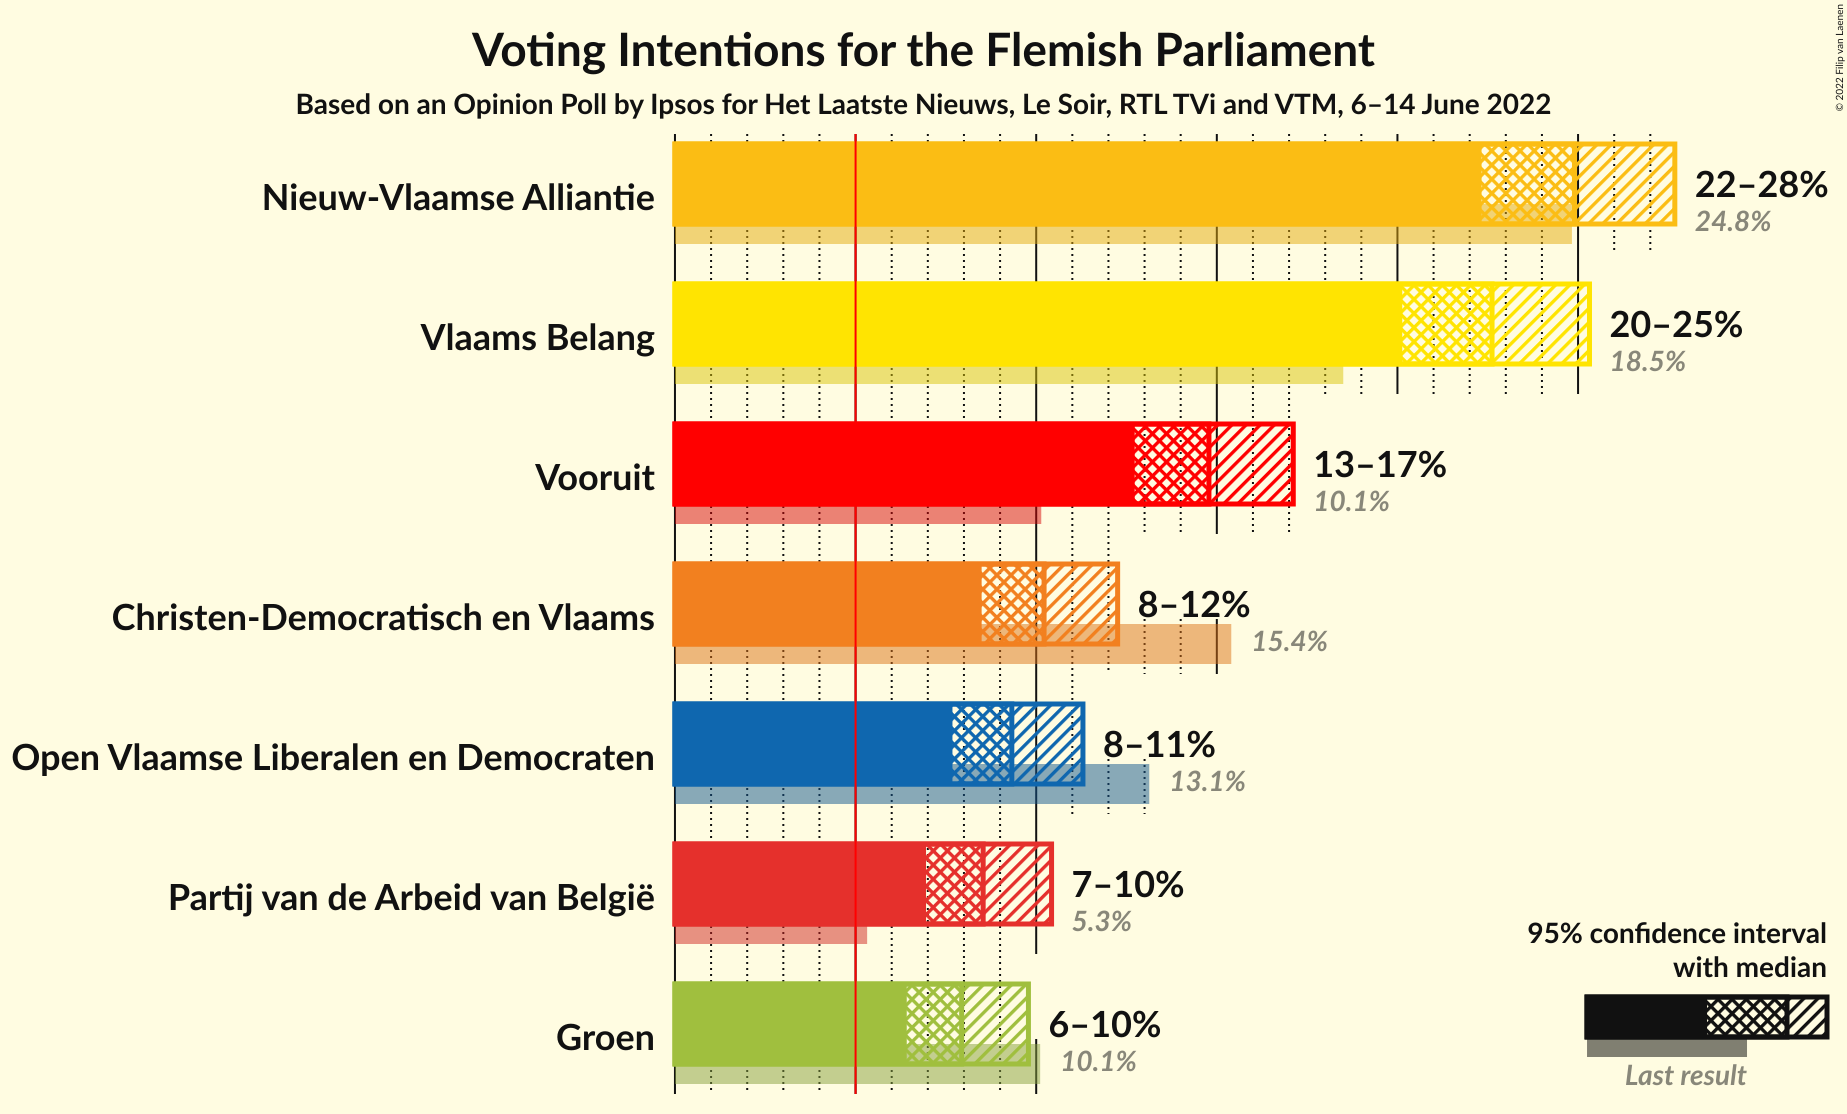 Voting Intentions for the Flemish Parliament
Based on an Opinion Poll by Ipsos for Het Laatste Nieuws, Le Soir, RTL TVi and VTM, 6–14 June 2022
© 2022 Filip van Laenen
Nieuw-Vlaamse Alliantie
22–28%
24.8%
Vlaams Belang
20–25%
18.5%
Vooruit
13–17%
10.1%
Christen-Democratisch en Vlaams
8–12%
15.4%
Open Vlaamse Liberalen en Democraten
8–11%
13.1%
Partij van de Arbeid van België
7–10%
5.3%
Groen
6–10%
10.1%
95% confidence interval
with median
Last result